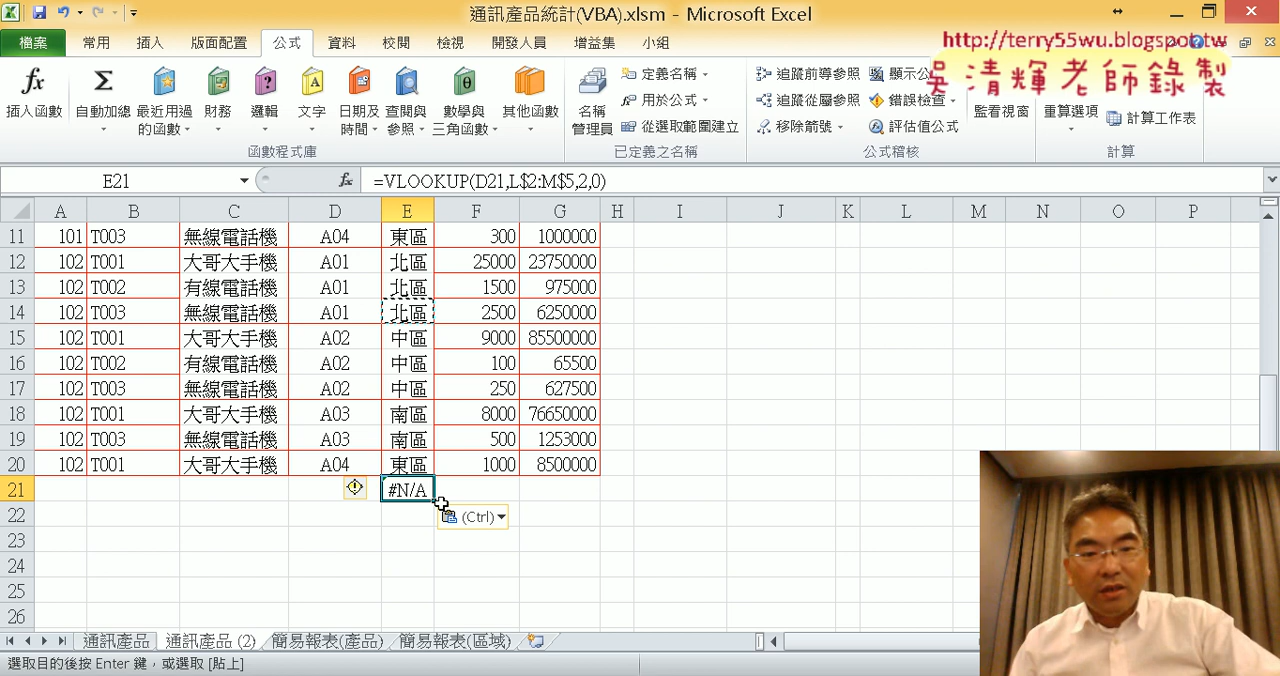 通訊產品統計(VBA).xlsm - Microsoft Excel
檔案 常用 插入 版面配置 公式 資料 校閱 檢視 開發人員 增益集 小組
http://terry55wu.blogspot.tw
吳清輝老師錄製
插入函數 自動加總 最近用過的函數 財務 邏輯 文字 日期及時間 查閱與參照 數學與三角函數 其他函數
函數程式庫
名稱管理員 定義名稱 用於公式 從選取範圍建立
已定義之名稱
追蹤前導參照 追蹤從屬參照 移除箭號 顯示公 錯誤檢查 評估值公式 監看視窗
公式稽核
重算選項 計算工作表
計算
E21 fx =VLOOKUP(D21,L$2:M$5,2,0)
A B C D E F G H I J K L M N O P
11 101 T003 無線電話機 A04 東區 300 1000000
12 102 T001 大哥大手機 A01 北區 25000 23750000
13 102 T002 有線電話機 A01 北區 1500 975000
14 102 T003 無線電話機 A01 北區 2500 6250000
15 102 T001 大哥大手機 A02 中區 9000 85500000
16 102 T002 有線電話機 A02 中區 100 65500
17 102 T003 無線電話機 A02 中區 250 627500
18 102 T001 大哥大手機 A03 南區 8000 76650000
19 102 T003 無線電話機 A03 南區 500 1253000
20 102 T001 大哥大手機 A04 東區 1000 8500000
21 #N/A
22 (Ctrl)
23
24
25
26
通訊產品 通訊產品 (2) 簡易報表(產品) 簡易報表(區域)
選取目的後按 Enter 鍵，或選取 [貼上]